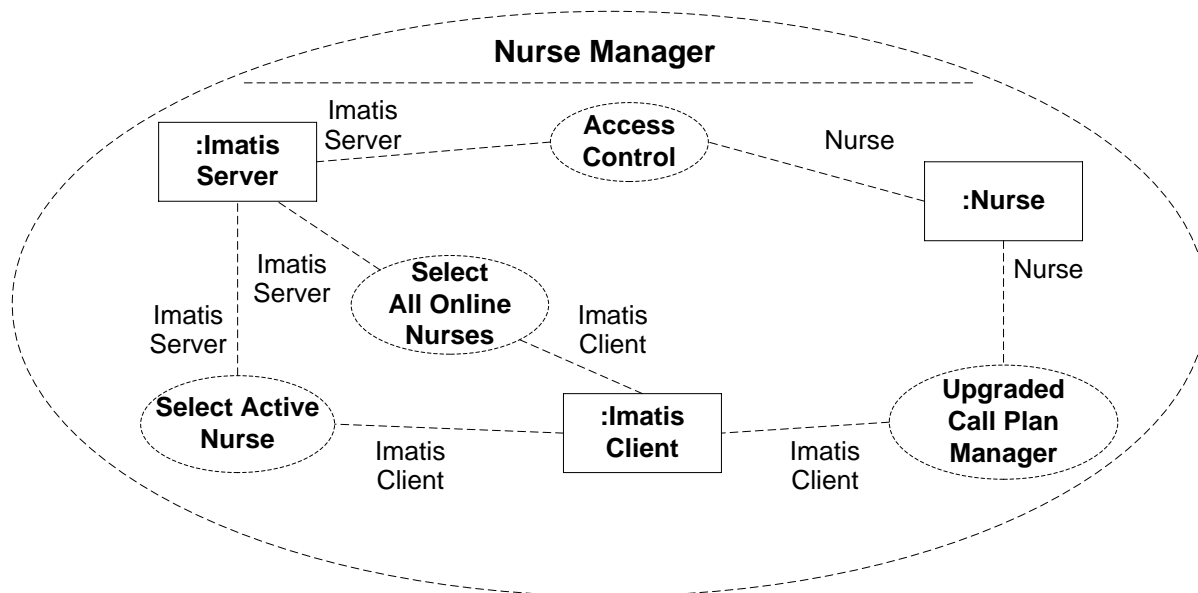 Nurse Manager
Imatis
Server
:Imatis
Server
Access
Control
Nurse
:Nurse
Imatis
Server
Select
All Online
Nurses
Nurse
Imatis
Server
Imatis
Client
Select Active
Nurse
:Imatis
Client
Upgraded
Call Plan
Manager
Imatis
Client
Imatis
Client